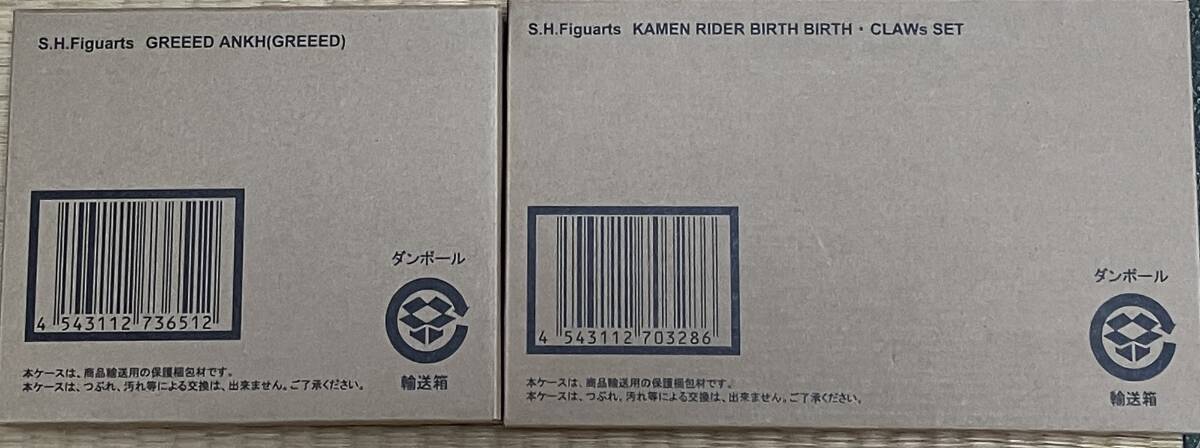 S.H.Figuarts GREEED ANKH(GREEED)
4 543112 736512
ダンボール
輸送箱
本ケースは、商品輸送用の保護梱包材です。
本ケースは、つぶれ、汚れ等による交換は、出来ません。ご了承ください。
S.H.Figuarts KAMEN RIDER BIRTH BIRTH・CLAWs SET
4 543112 703286
ダンボール
輸送箱
本ケースは、商品輸送用の保護梱包材です。
本ケースは、つぶれ、汚れ等による交換は、出来ません。ご了承ください。